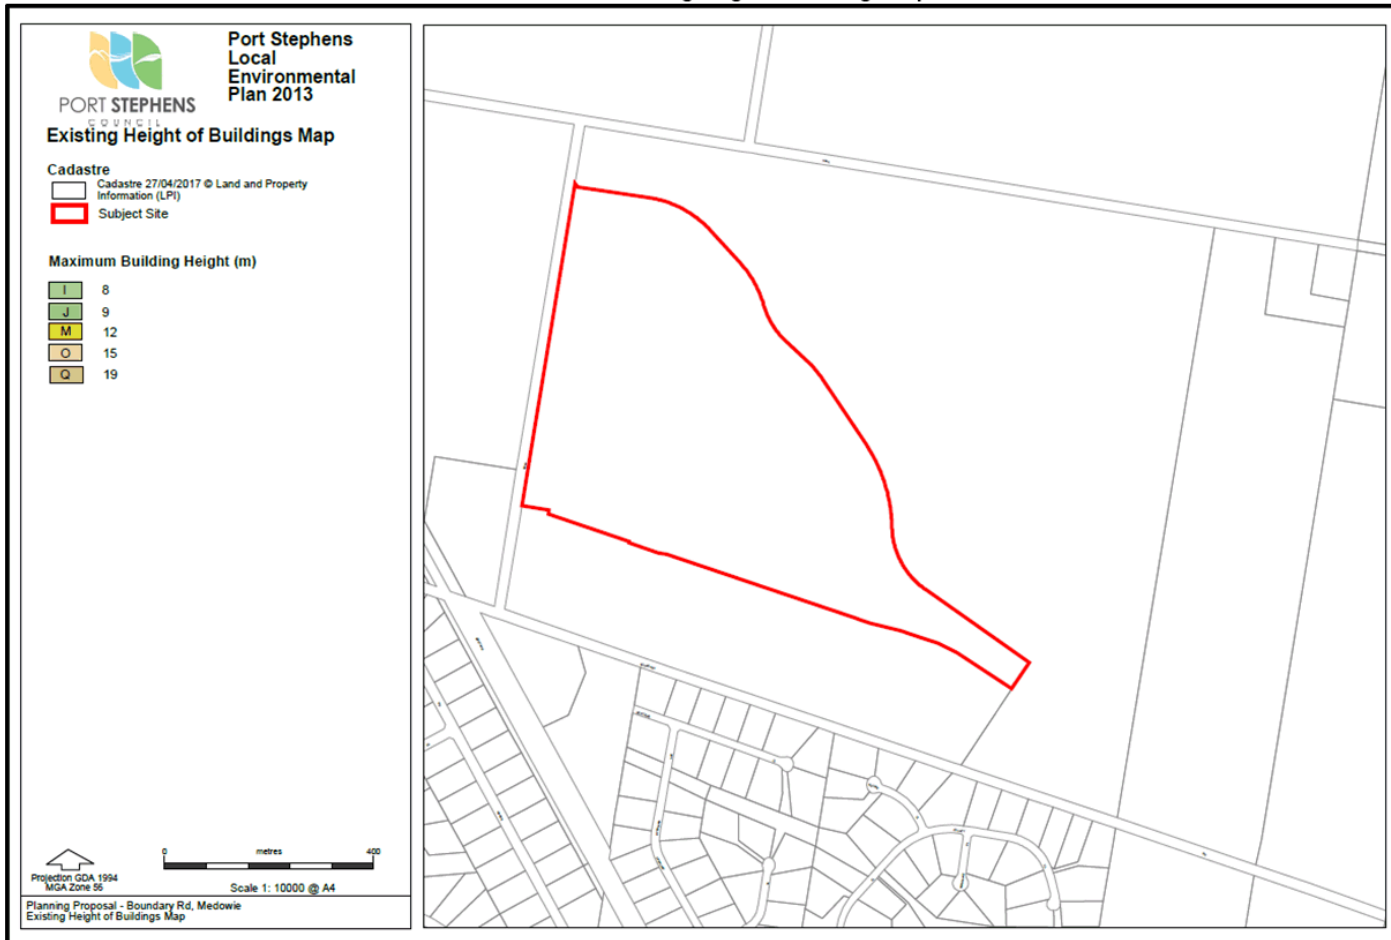 Port Stephens
Local
Environmental
Plan 2013
PORT STEPHENS
COUNCIL
Existing Height of Buildings Map
Cadastre
Cadastre 27/04/2017 © Land and Property
Information (LPI)
Subject Site
Maximum Building Height (m)
I 8
J 9
M 12
O 15
Q 19
0 metres 400
Projection GDA 1994
MGA Zone 56
Scale 1: 10000 @ A4
Planning Proposal - Boundary Rd, Medowie
Existing Height of Buildings Map